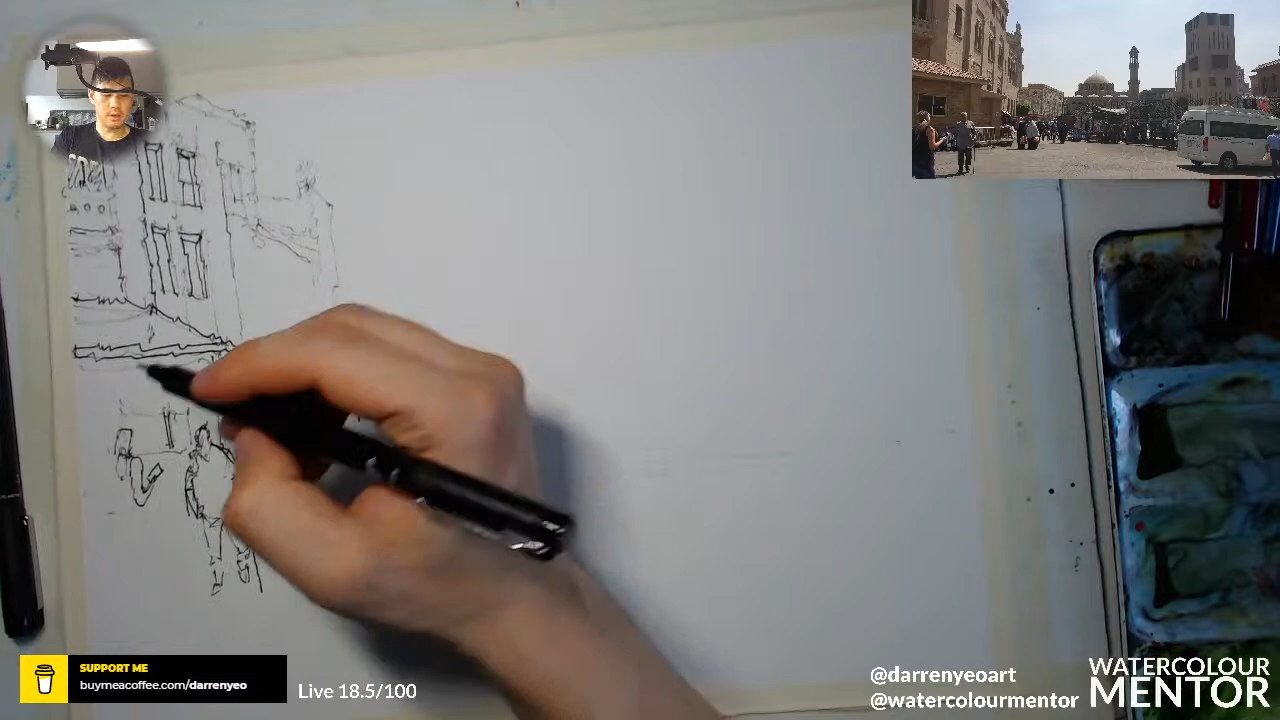 SUPPORT ME
buymeacoffee.com/darrenyeo
Live 18.5/100
@darrenyeoart
@watercolourmentor
WATERCOLOUR
MENTOR